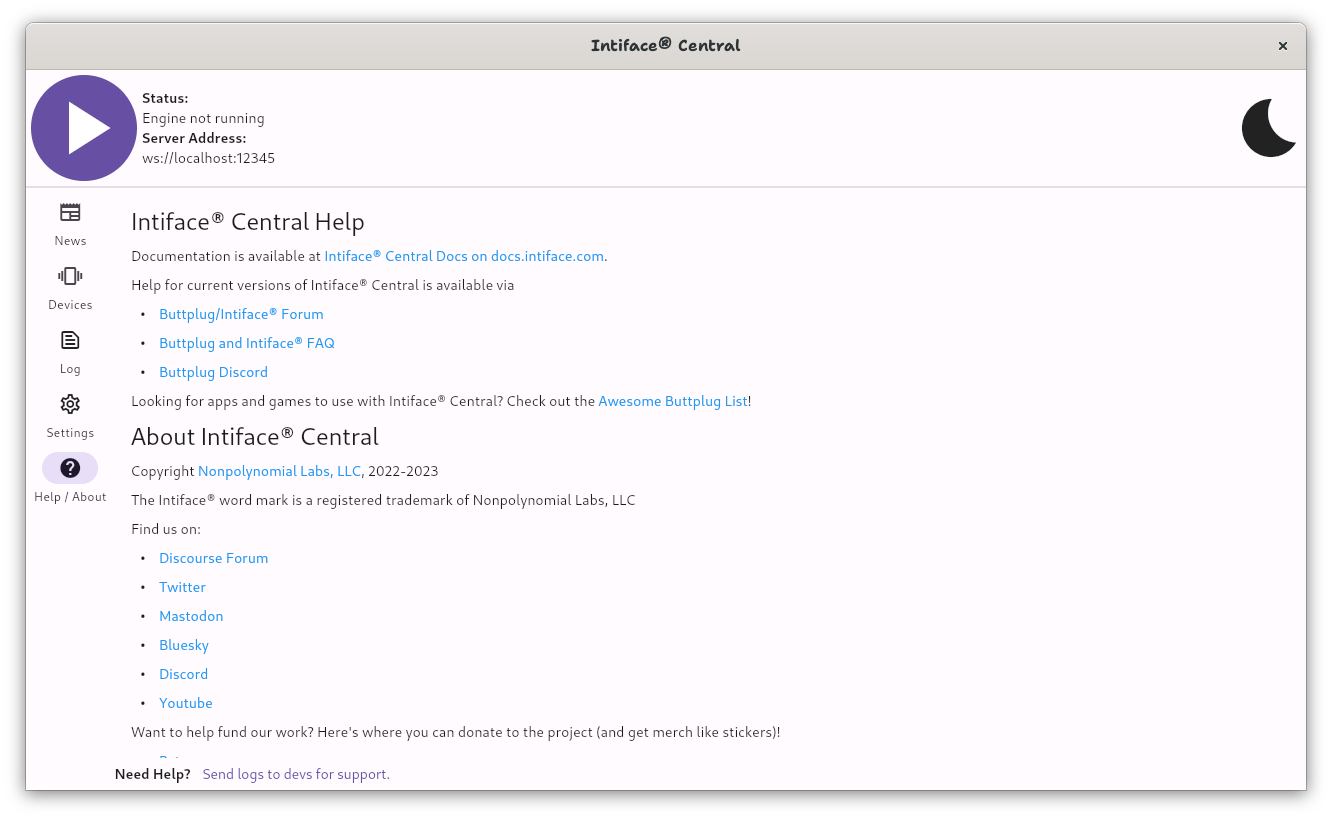 Intiface® Central
Status:
Engine not running
Server Address:
ws://localhost:12345
News
Devices
Log
Settings
Help / About
Intiface® Central Help
Documentation is available at Intiface® Central Docs on docs.intiface.com.
Help for current versions of Intiface® Central is available via
• Buttplug/Intiface® Forum
• Buttplug and Intiface® FAQ
• Buttplug Discord
Looking for apps and games to use with Intiface® Central? Check out the Awesome Buttplug List!
About Intiface® Central
Copyright Nonpolynomial Labs, LLC, 2022-2023
The Intiface® word mark is a registered trademark of Nonpolynomial Labs, LLC
Find us on:
• Discourse Forum
• Twitter
• Mastodon
• Bluesky
• Discord
• Youtube
Want to help fund our work? Here's where you can donate to the project (and get merch like stickers)!
Need Help? Send logs to devs for support.